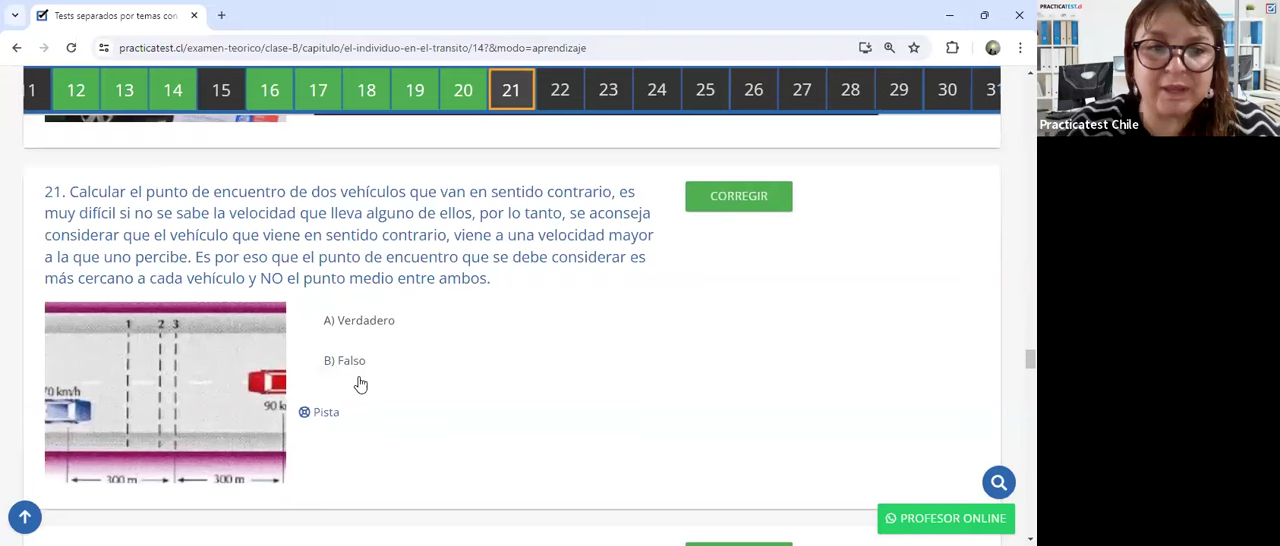 Tests separados por temas con
practicatest.cl/examen-teorico/clase-B/capitulo/el-individuo-en-el-transito/14?&modo=aprendizaje
12 13 14 15 16 17 18 19 20 21 22 23 24 25 26 27 28 29 30
21. Calcular el punto de encuentro de dos vehículos que van en sentido contrario, es
muy difícil si no se sabe la velocidad que lleva alguno de ellos, por lo tanto, se aconseja
considerar que el vehículo que viene en sentido contrario, viene a una velocidad mayor
a la que uno percibe. Es por eso que el punto de encuentro que se debe considerar es
más cercano a cada vehículo y NO el punto medio entre ambos.
CORREGIR
1 2 3
70 km/h
90 k
300 m 300 m
A) Verdadero
B) Falso
Pista
PROFESOR ONLINE
PRACTICATEST.cl
Practicatest Chile